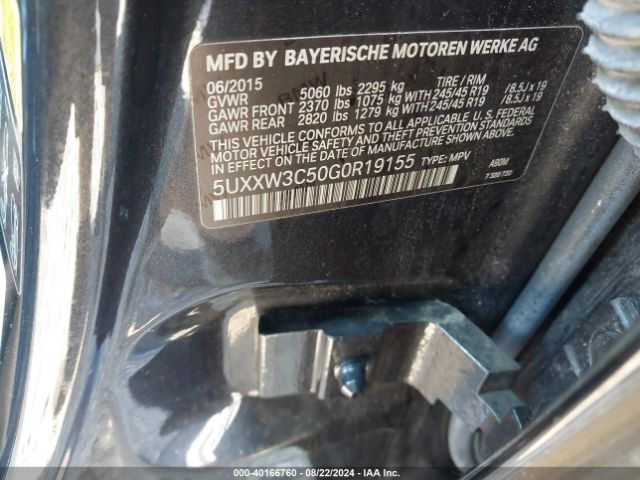 MFD BY BAYERISCHE MOTOREN WERKE AG
06/2015 TIRE / RIM
GVWR 5060 lbs 2295 kg
GAWR FRONT 2370 lbs 1075 kg WITH 245/45 R19 / 8.5J x 19
GAWR REAR 2820 lbs 1279 kg WITH 245/45 R19 / 8.5J x 19
THIS VEHICLE CONFORMS TO ALL APPLICABLE U.S. FEDERAL
MOTOR VEHICLE SAFETY AND THEFT PREVENTION STANDARDS
IN EFFECT ON THE DATE OF MANUFACTURE SHOWN ABOVE.
5UXXW3C50G0R19155 TYPE: MPV A90M
7 320 730
000-40166760 - 08/22/2024 - IAA Inc.